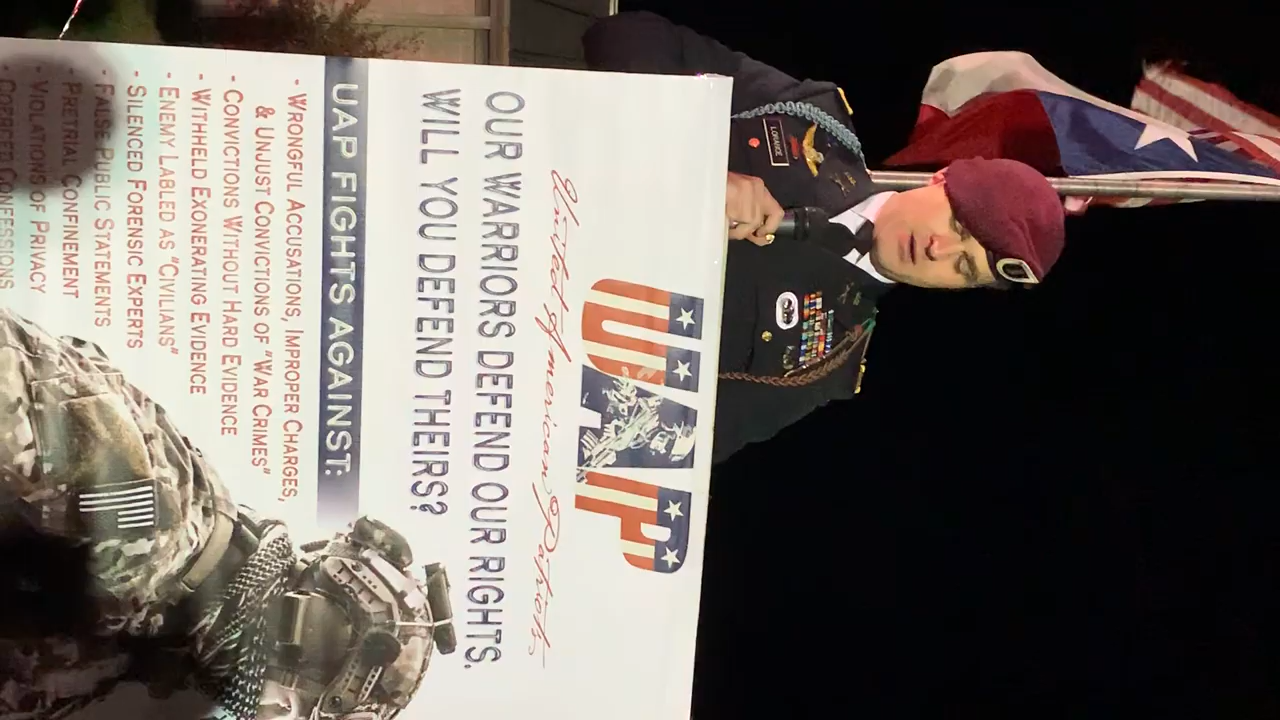 LORANCE
UAP
United American Patriots
OUR WARRIORS DEFEND OUR RIGHTS.
WILL YOU DEFEND THEIRS?
UAP FIGHTS AGAINST:
- WRONGFUL ACCUSATIONS, IMPROPER CHARGES,
& UNJUST CONVICTIONS OF "WAR CRIMES"
- CONVICTIONS WITHOUT HARD EVIDENCE
- WITHHELD EXONERATING EVIDENCE
- ENEMY LABLED AS "CIVILIANS"
- SILENCED FORENSIC EXPERTS
- FALSE PUBLIC STATEMENTS
- PRETRIAL CONFINEMENT
- VIOLATIONS OF PRIVACY
- COERCED CONFESSIONS